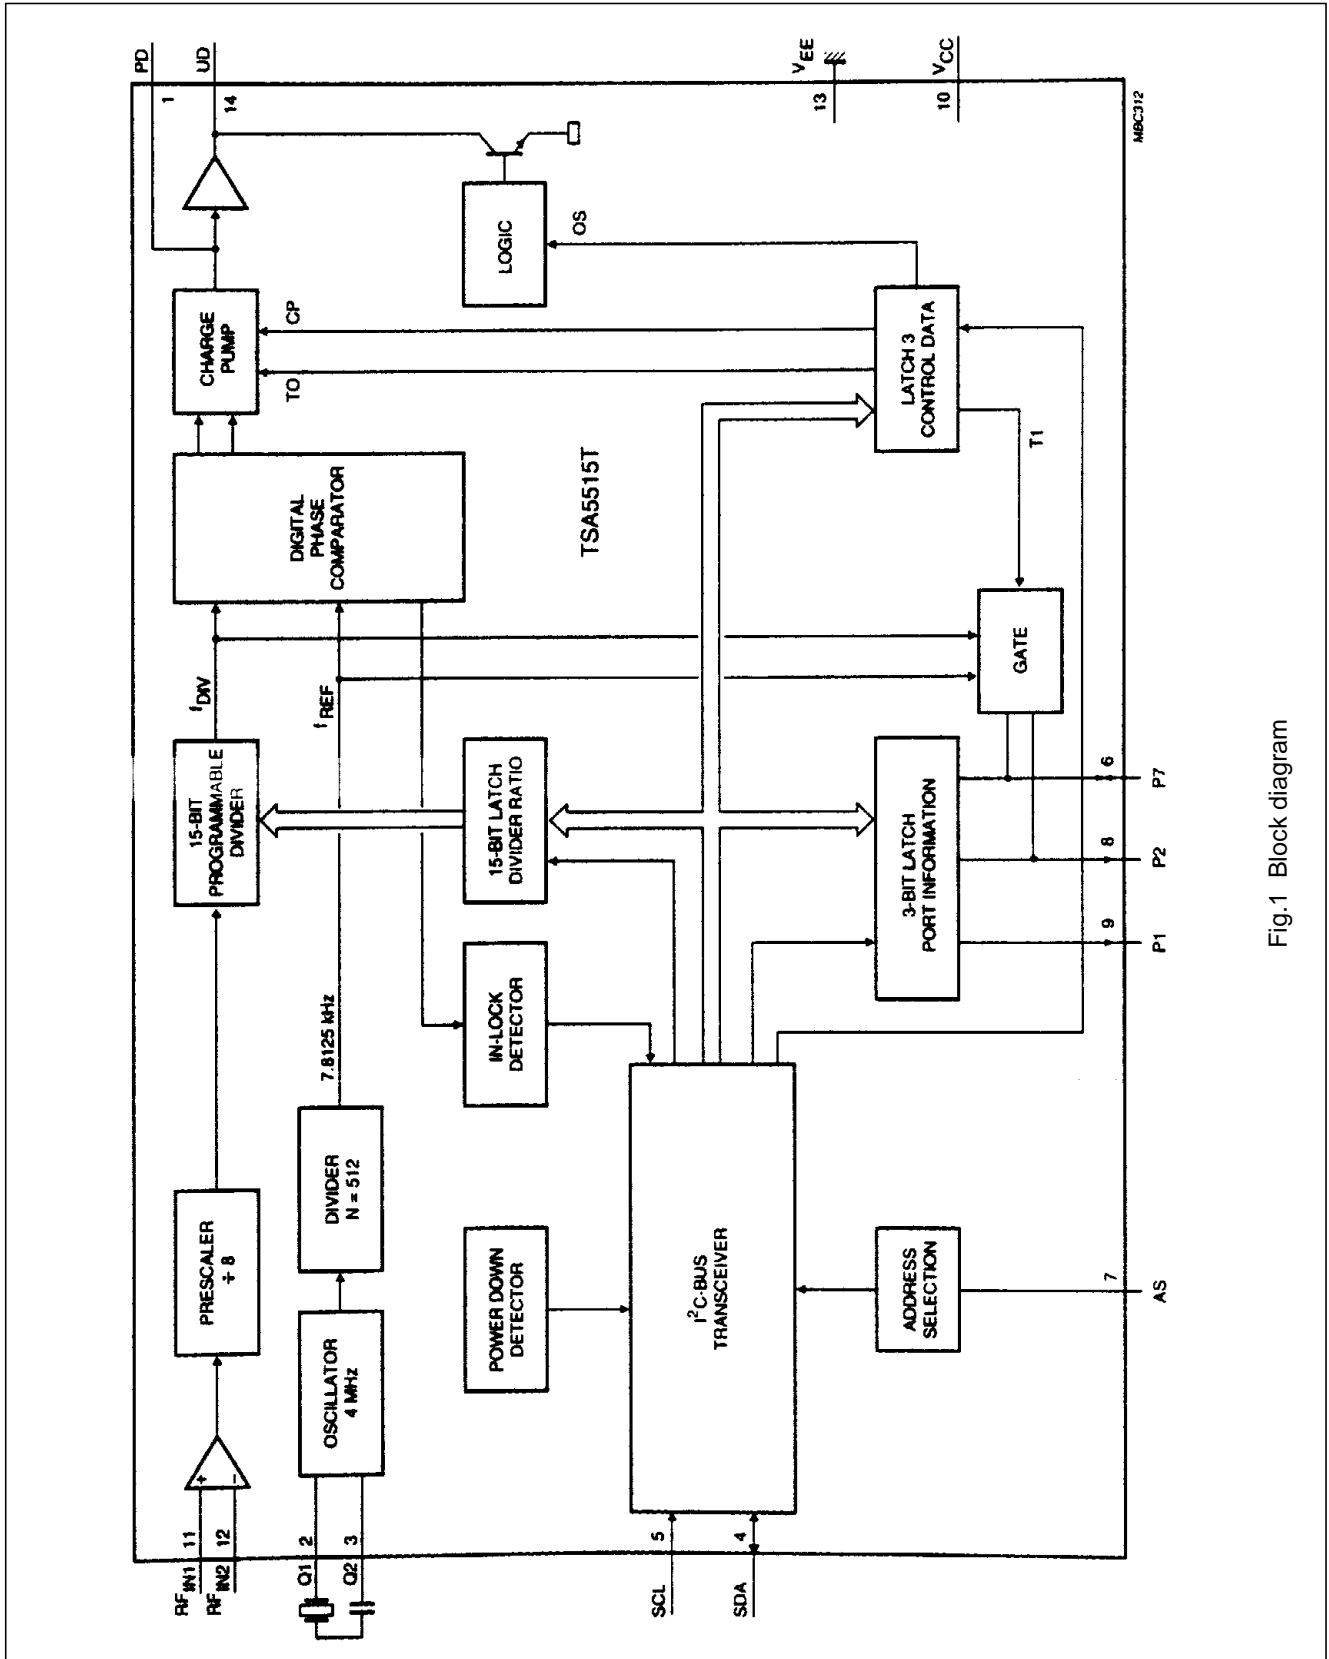 RF IN1 11
RF IN2 12
PRESCALER
÷ 8
15-BIT
PROGRAMMABLE
DIVIDER
fDIV
CHARGE
PUMP
1
PD
14
UD
Q1 2
Q2 3
OSCILLATOR
4 MHz
DIVIDER
N = 512
7.8125 kHz
fREF
DIGITAL
PHASE
COMPARATOR
TO
CP
POWER DOWN
DETECTOR
IN-LOCK
DETECTOR
15-BIT LATCH
DIVIDER RATIO
LOGIC
OS
TSA5515T
SCL 5
SDA 4
I²C-BUS
TRANSCEIVER
ADDRESS
SELECTION
3-BIT LATCH
PORT INFORMATION
LATCH 3
CONTROL DATA
GATE
T1
13 VEE
10 VCC
7
9
8
6
AS
P1
P2
P7
MBC312
Fig.1 Block diagram